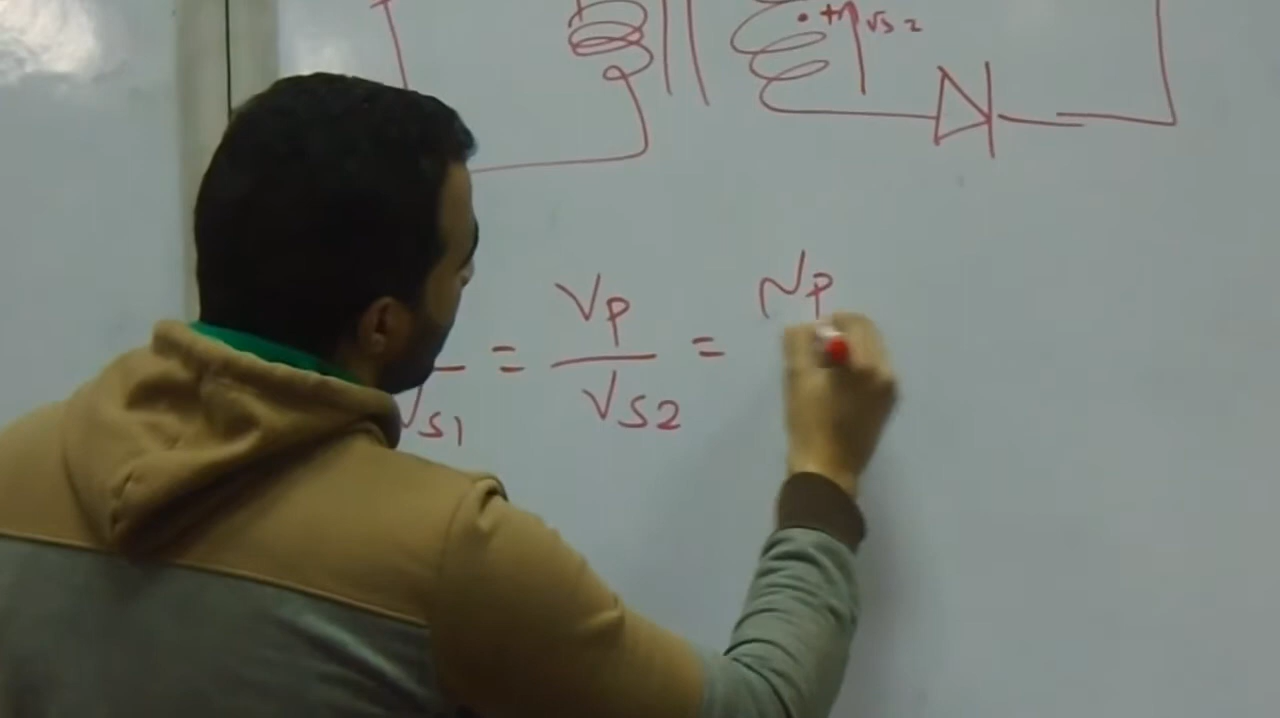 + Vs2
Vp Np
= ― =
Vs1 Vs2